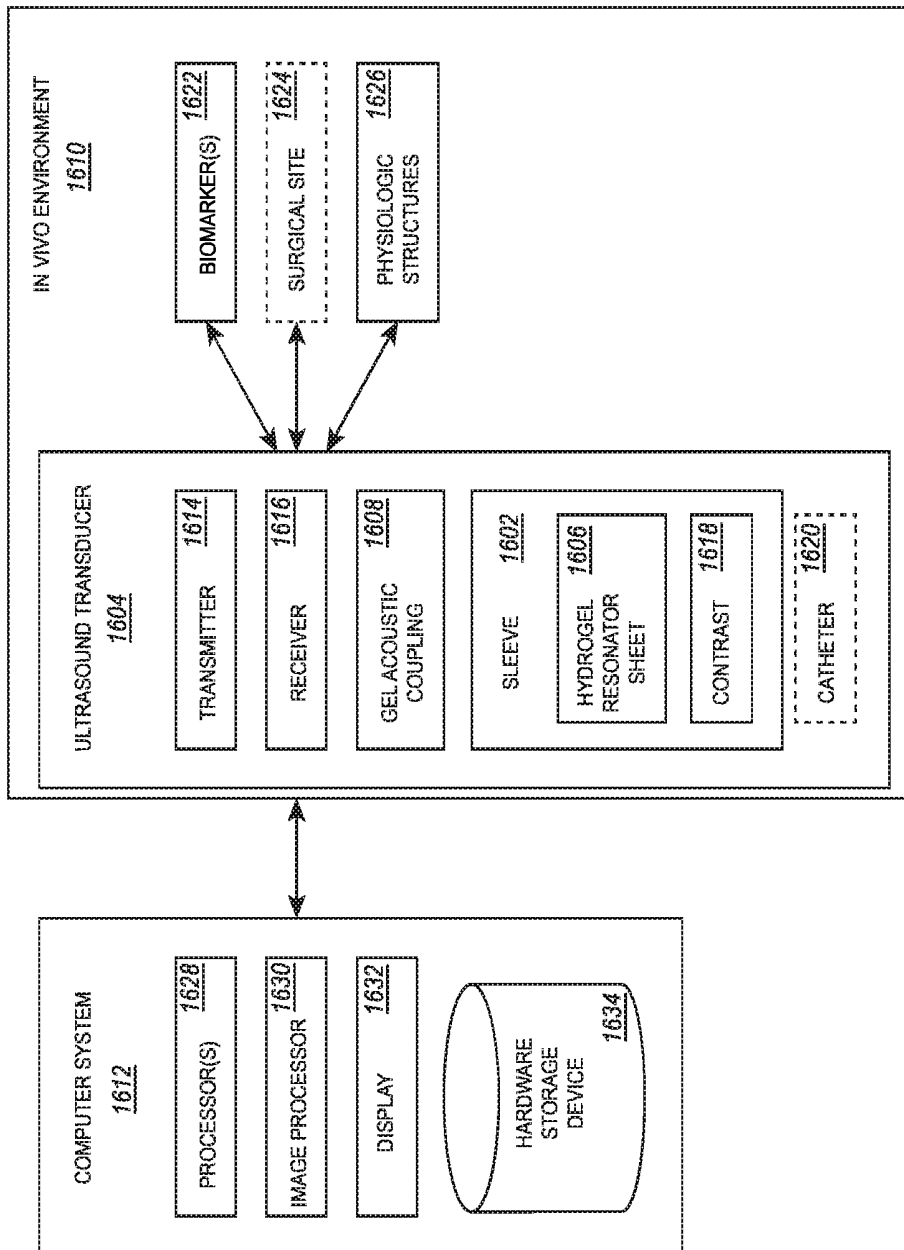 COMPUTER SYSTEM
1612
PROCESSOR(S)
1628
IMAGE PROCESSOR
1630
DISPLAY
1632
HARDWARE
STORAGE
DEVICE
1634
ULTRASOUND TRANSDUCER
1604
TRANSMITTER
1614
RECEIVER
1616
GEL ACOUSTIC
COUPLING
1608
SLEEVE
1602
HYDROGEL
RESONATOR
SHEET
1606
CONTRAST
1618
CATHETER
1620
IN VIVO ENVIRONMENT
1610
BIOMARKER(S)
1622
SURGICAL SITE
1624
PHYSIOLOGIC
STRUCTURES
1626